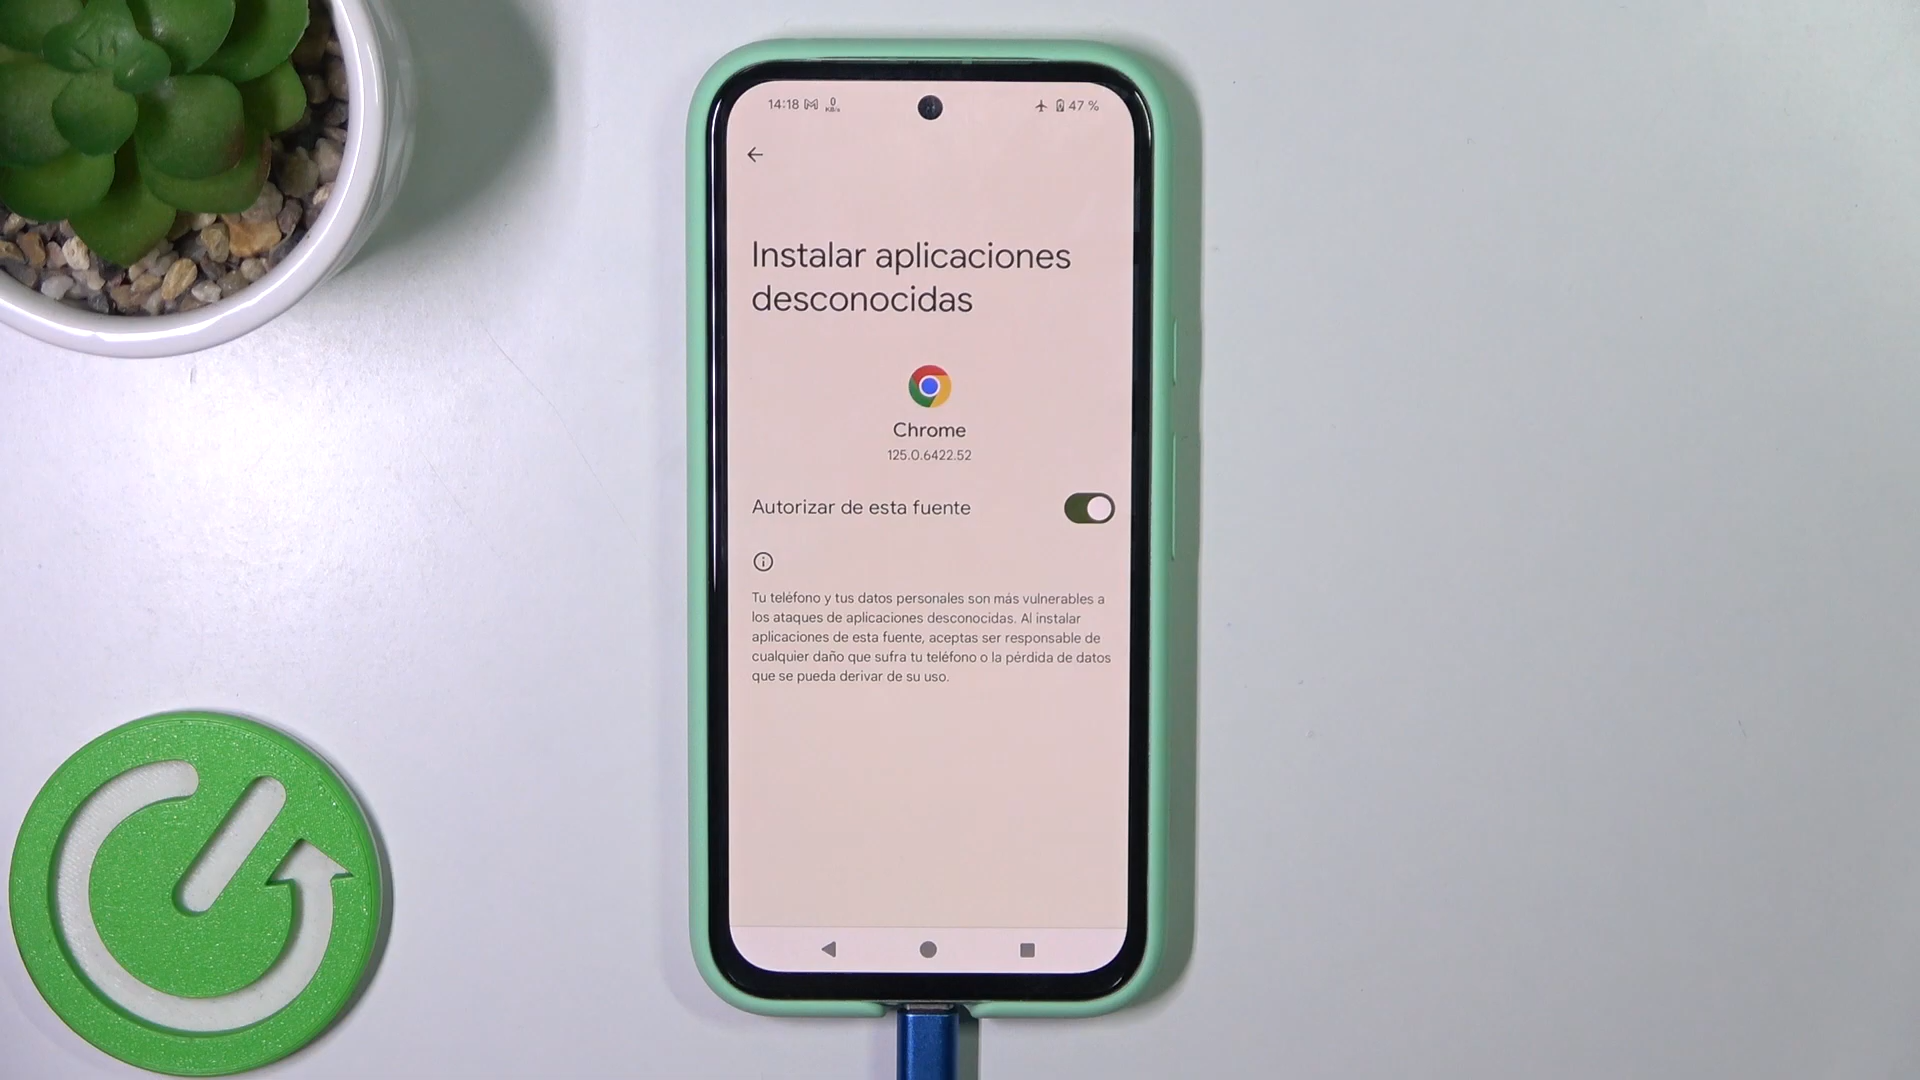 14:18 0 KB/s 47 %
Instalar aplicaciones
desconocidas
Chrome
125.0.6422.52
Autorizar de esta fuente
Tu teléfono y tus datos personales son más vulnerables a
los ataques de aplicaciones desconocidas. Al instalar
aplicaciones de esta fuente, aceptas ser responsable de
cualquier daño que sufra tu teléfono o la pérdida de datos
que se pueda derivar de su uso.